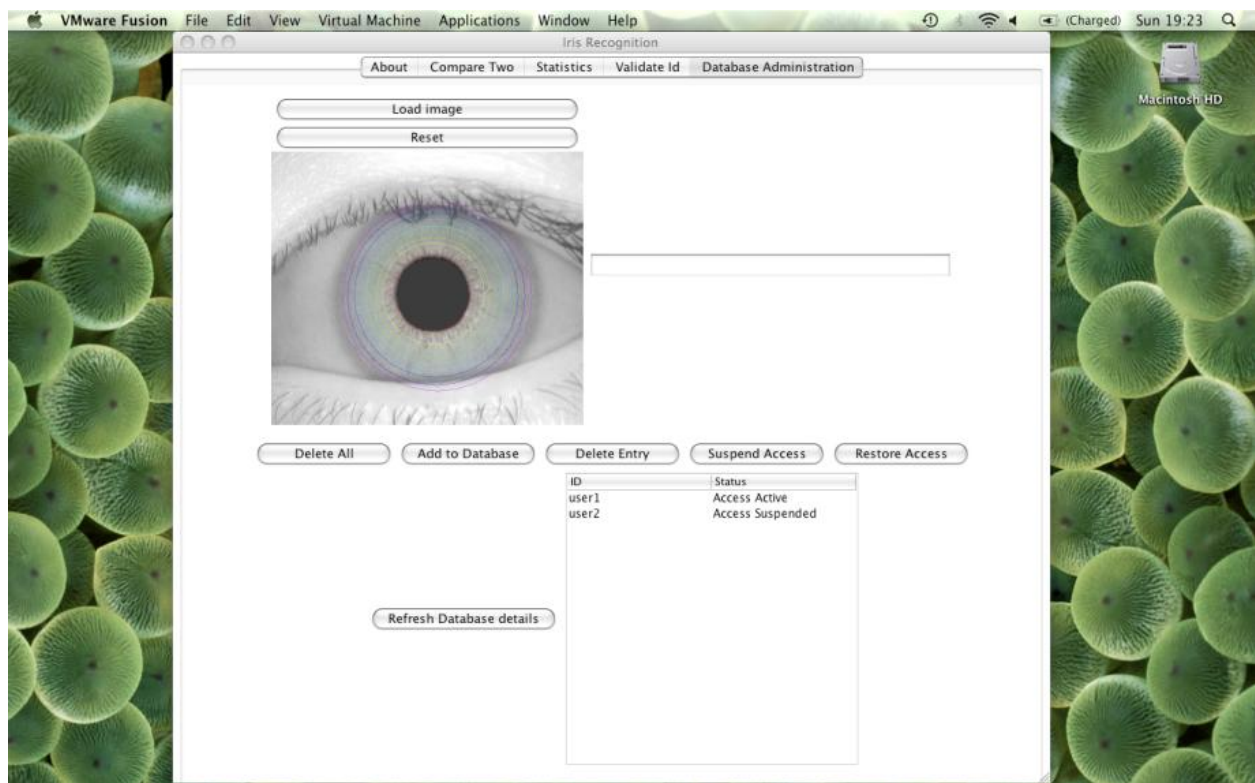 VMware Fusion File Edit View Virtual Machine Applications Window Help (Charged) Sun 19:23
Iris Recognition
About Compare Two Statistics Validate Id Database Administration
Macintosh HD
Load image
Reset
Delete All Add to Database Delete Entry Suspend Access Restore Access
ID Status
user1 Access Active
user2 Access Suspended
Refresh Database details